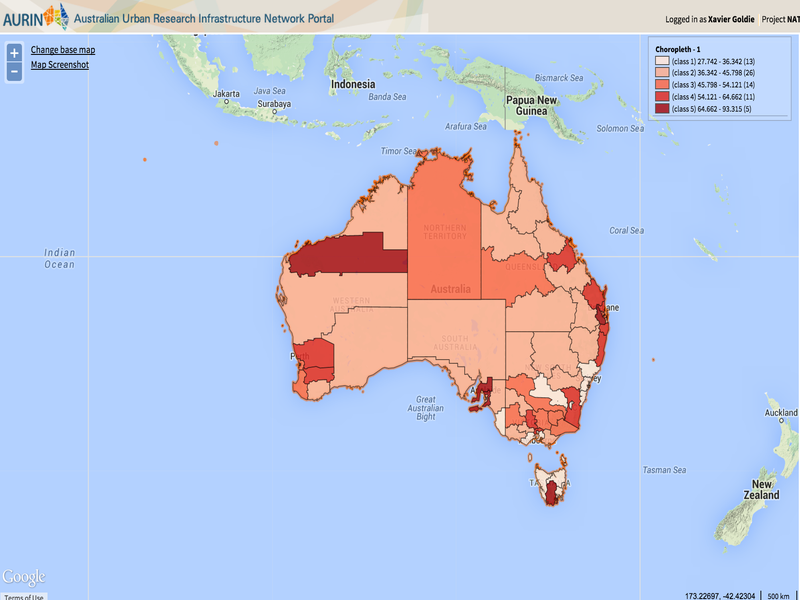 AURIN Australian Urban Research Infrastructure Network Portal
Logged in as Xavier Goldie Project NAT
+ Change base map
− Map Screenshot
Choropleth - 1
(class 1) 27.742 - 36.342 (13)
(class 2) 36.342 - 45.798 (26)
(class 3) 45.798 - 54.121 (14)
(class 4) 54.121 - 64.662 (11)
(class 5) 64.662 - 93.315 (5)
Bismarck Sea
Indonesia
Java Sea
Jakarta
Banda Sea
Surabaya
Papua New
Guinea
Arafura Sea
Solomon Sea
Timor Sea
NORTHERN
TERRITORY
Coral Sea
Indian
Ocean
QUEENSL
Australia
WESTERN
AUSTRALIA
ane
SOUTH
AUSTRALIA
Perth
ey
Great
Australian
Bight
Auckland
Tasman Sea
New
Zealand
Google
Terms of Use
173.22697, -42.42304 500 km